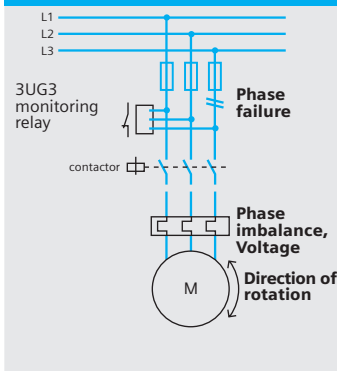 L1
L2
L3
3UG3
monitoring
relay
Phase
failure
contactor
Phase
imbalance,
Voltage
M
Direction of
rotation